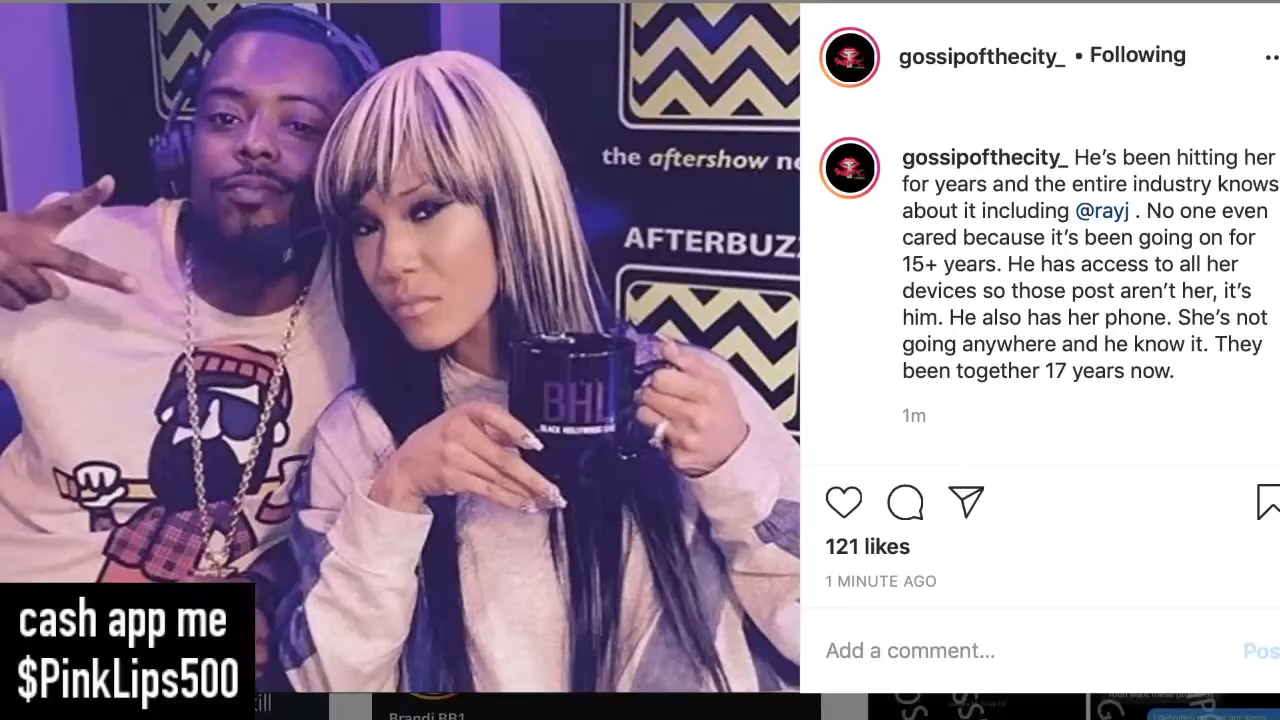 the aftershow ne
AFTERBUZZ
BHL
BLACK HOLLYWOOD LIVE
cash app me
$PinkLips500
gossipofthecity_ • Following
gossipofthecity_ He's been hitting her
for years and the entire industry knows
about it including @rayj . No one even
cared because it's been going on for
15+ years. He has access to all her
devices so those post aren't her, it's
him. He also has her phone. She's not
going anywhere and he know it. They
been together 17 years now.
1m
121 likes
1 MINUTE AGO
Add a comment...
Pos
Brandi BB1